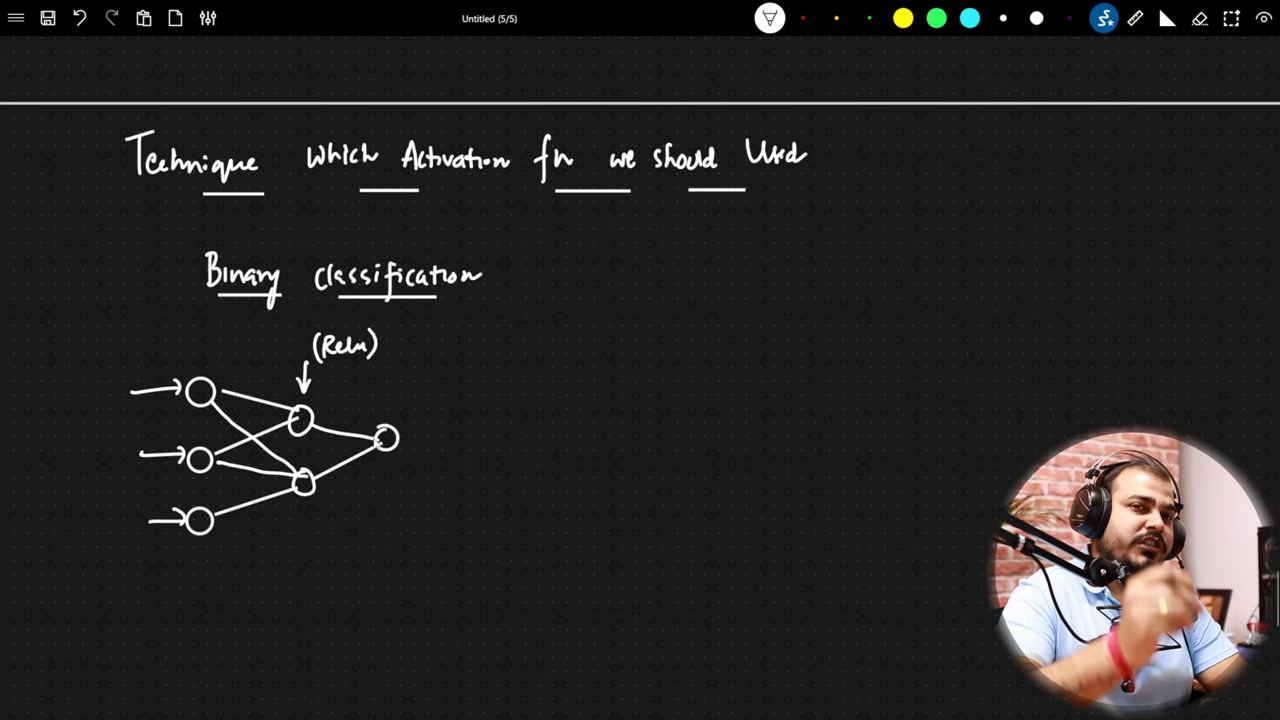 Untitled (5/5)
Technique which Activation fn we should Used
Binary classification
(Relu)